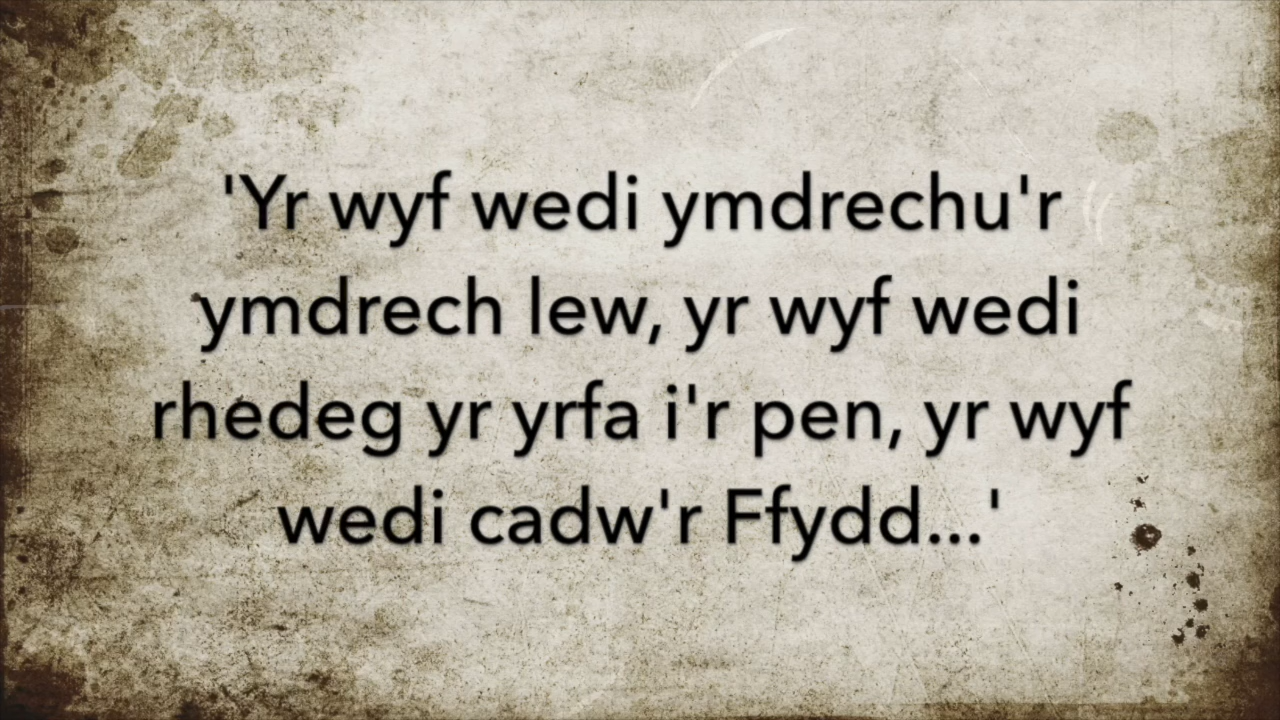 'Yr wyf wedi ymdrechu'r
ymdrech lew, yr wyf wedi
rhedeg yr yrfa i'r pen, yr wyf
wedi cadw'r Ffydd...'